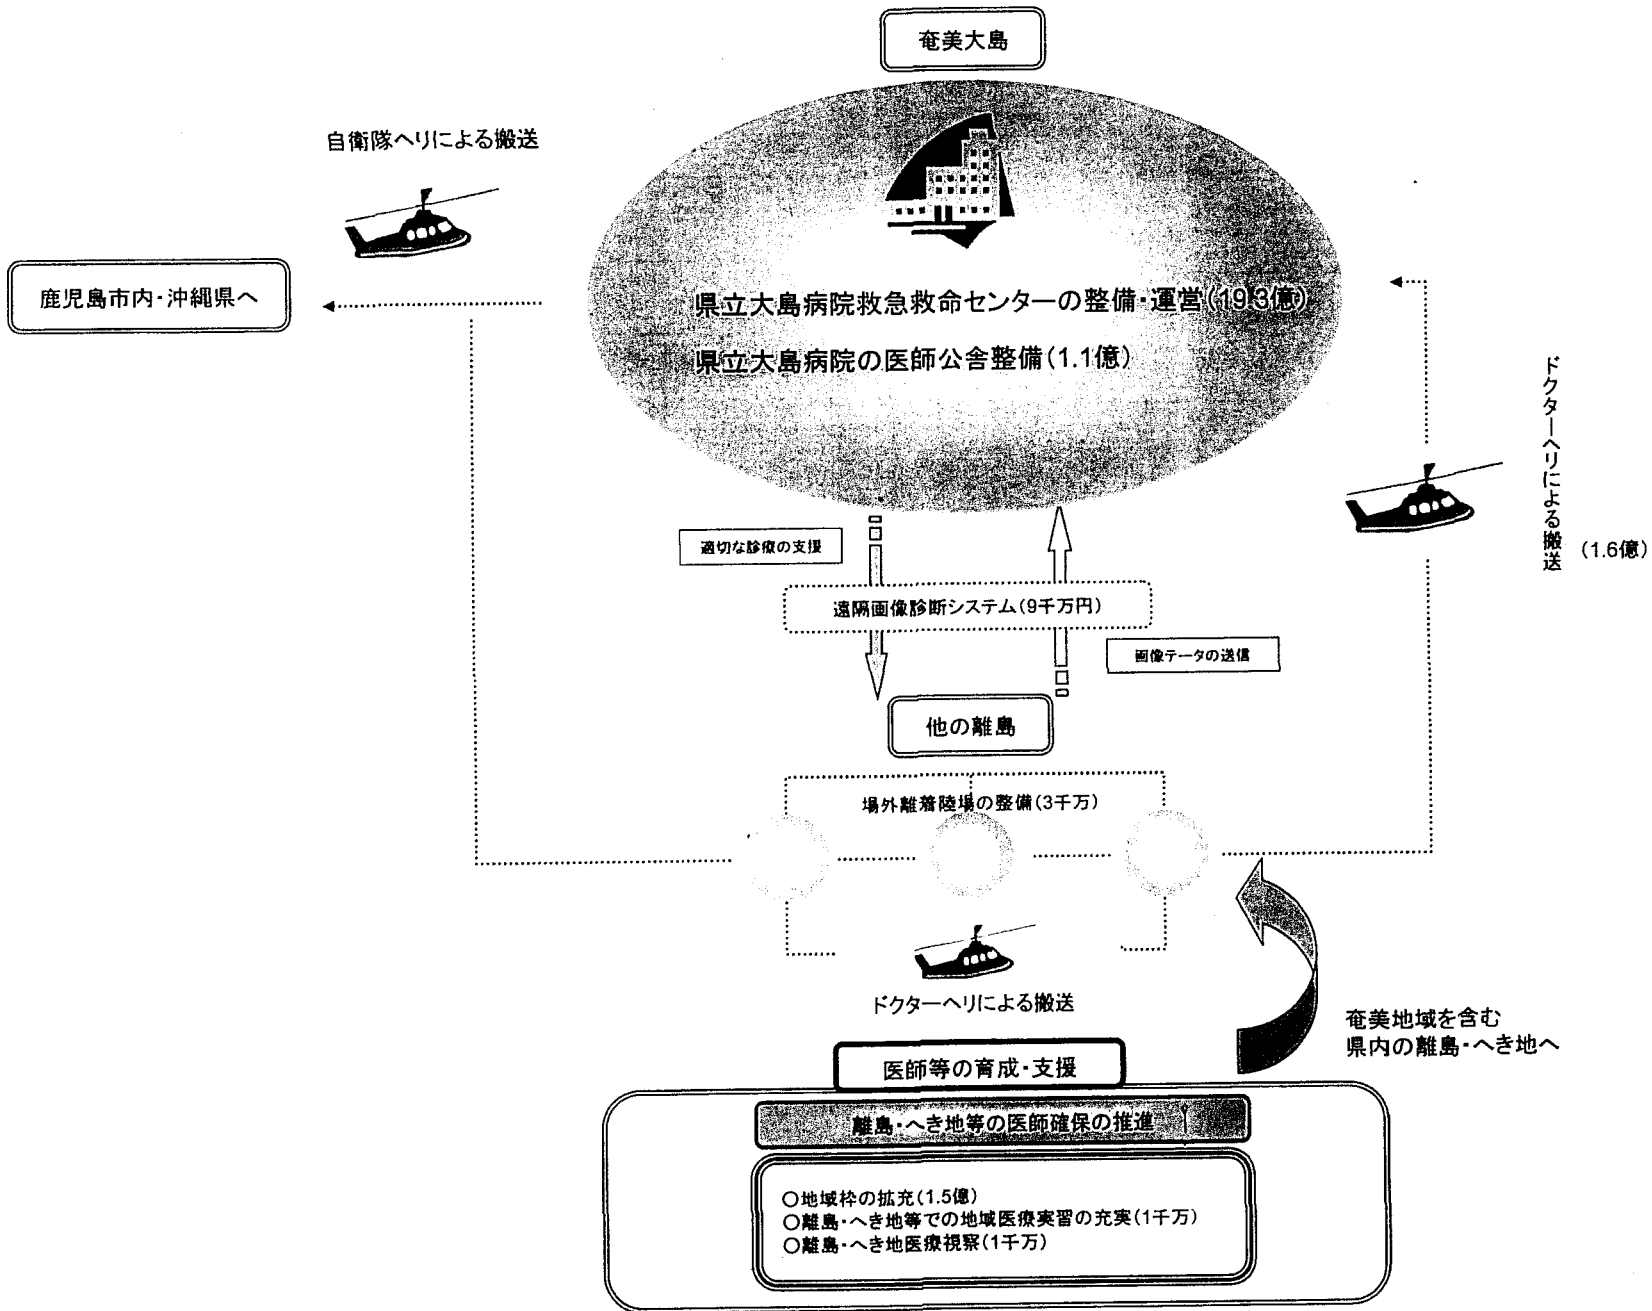 奄美大島
自衛隊ヘリによる搬送
鹿児島市内・沖縄県へ
県立大島病院救急救命センターの整備・運営(19.3億)
県立大島病院の医師公舎整備(1.1億)
ドクターヘリによる搬送
(1.6億)
適切な診療の支援
遠隔画像診断システム(9千万円)
画像データの送信
他の離島
場外離着陸場の整備(3千万)
ドクターヘリによる搬送
奄美地域を含む
県内の離島・へき地へ
医師等の育成・支援
離島・へき地等の医師確保の推進
○地域枠の拡充(1.5億)
○離島・へき地等での地域医療実習の充実(1千万)
○離島・へき地医療視察(1千万)